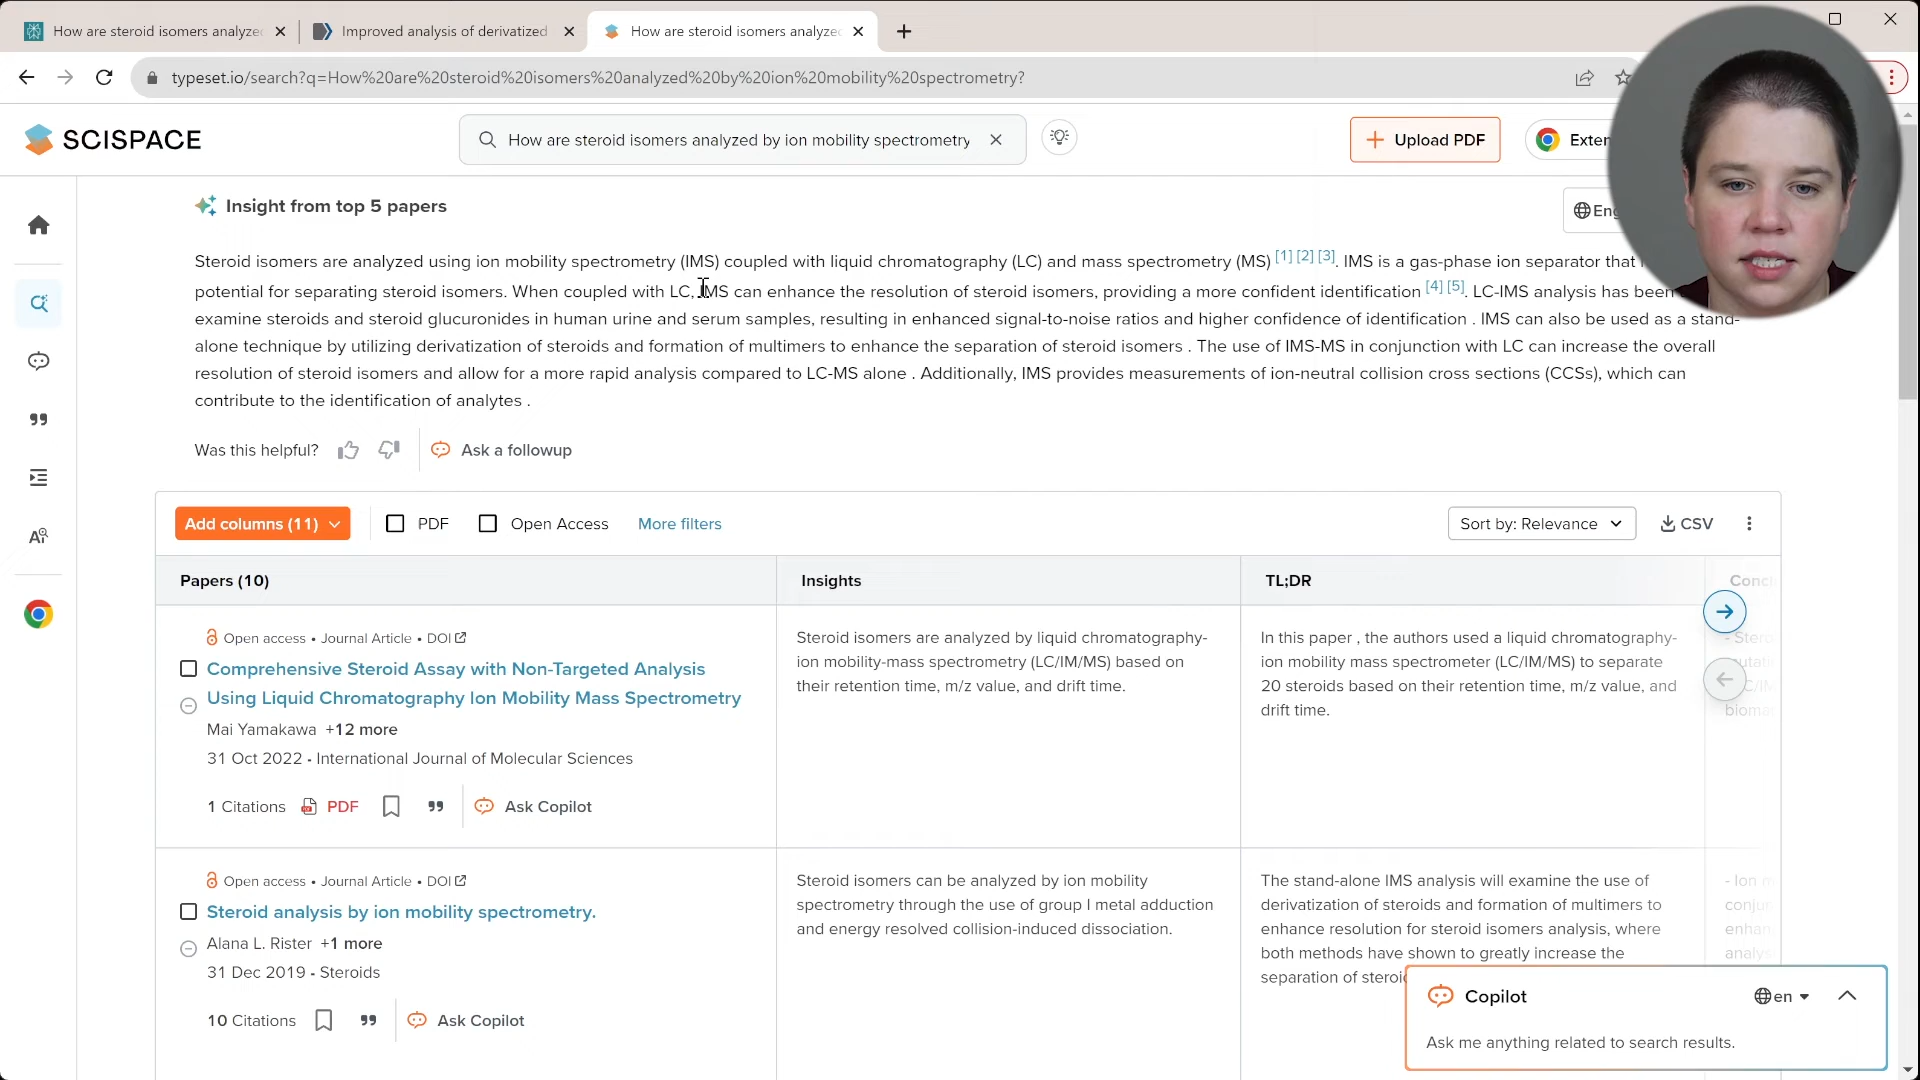 How are steroid isomers analyze
Improved analysis of derivatized
How are steroid isomers analyze
typeset.io/search?q=How%20are%20steroid%20isomers%20analyzed%20by%20ion%20mobility%20spectrometry?
SCISPACE
How are steroid isomers analyzed by ion mobility spectrometry
Upload PDF
Exten
Insight from top 5 papers
Eng
Steroid isomers are analyzed using ion mobility spectrometry (IMS) coupled with liquid chromatography (LC) and mass spectrometry (MS) [1] [2] [3]. IMS is a gas-phase ion separator that
potential for separating steroid isomers. When coupled with LC, IMS can enhance the resolution of steroid isomers, providing a more confident identification [4] [5]. LC-IMS analysis has been
examine steroids and steroid glucuronides in human urine and serum samples, resulting in enhanced signal-to-noise ratios and higher confidence of identification . IMS can also be used as a stand-
alone technique by utilizing derivatization of steroids and formation of multimers to enhance the separation of steroid isomers . The use of IMS-MS in conjunction with LC can increase the overall
resolution of steroid isomers and allow for a more rapid analysis compared to LC-MS alone . Additionally, IMS provides measurements of ion-neutral collision cross sections (CCSs), which can
contribute to the identification of analytes .
Was this helpful?
Ask a followup
Add columns (11)
PDF
Open Access
More filters
Sort by: Relevance
CSV
Papers (10)
Insights
TL;DR
Conc
Open access • Journal Article • DOI
Comprehensive Steroid Assay with Non-Targeted Analysis
Using Liquid Chromatography Ion Mobility Mass Spectrometry
Mai Yamakawa +12 more
31 Oct 2022 - International Journal of Molecular Sciences
1 Citations PDF
Ask Copilot
Steroid isomers are analyzed by liquid chromatography-
ion mobility-mass spectrometry (LC/IM/MS) based on
their retention time, m/z value, and drift time.
In this paper , the authors used a liquid chromatography-
ion mobility mass spectrometer (LC/IM/MS) to separate
20 steroids based on their retention time, m/z value, and
drift time.
Open access • Journal Article • DOI
Steroid analysis by ion mobility spectrometry.
Alana L. Rister +1 more
31 Dec 2019 - Steroids
10 Citations
Ask Copilot
Steroid isomers can be analyzed by ion mobility
spectrometry through the use of group I metal adduction
and energy resolved collision-induced dissociation.
The stand-alone IMS analysis will examine the use of
derivatization of steroids and formation of multimers to
enhance resolution for steroid isomers analysis, where
both methods have shown to greatly increase the
separation of steroi
Copilot
en
Ask me anything related to search results.